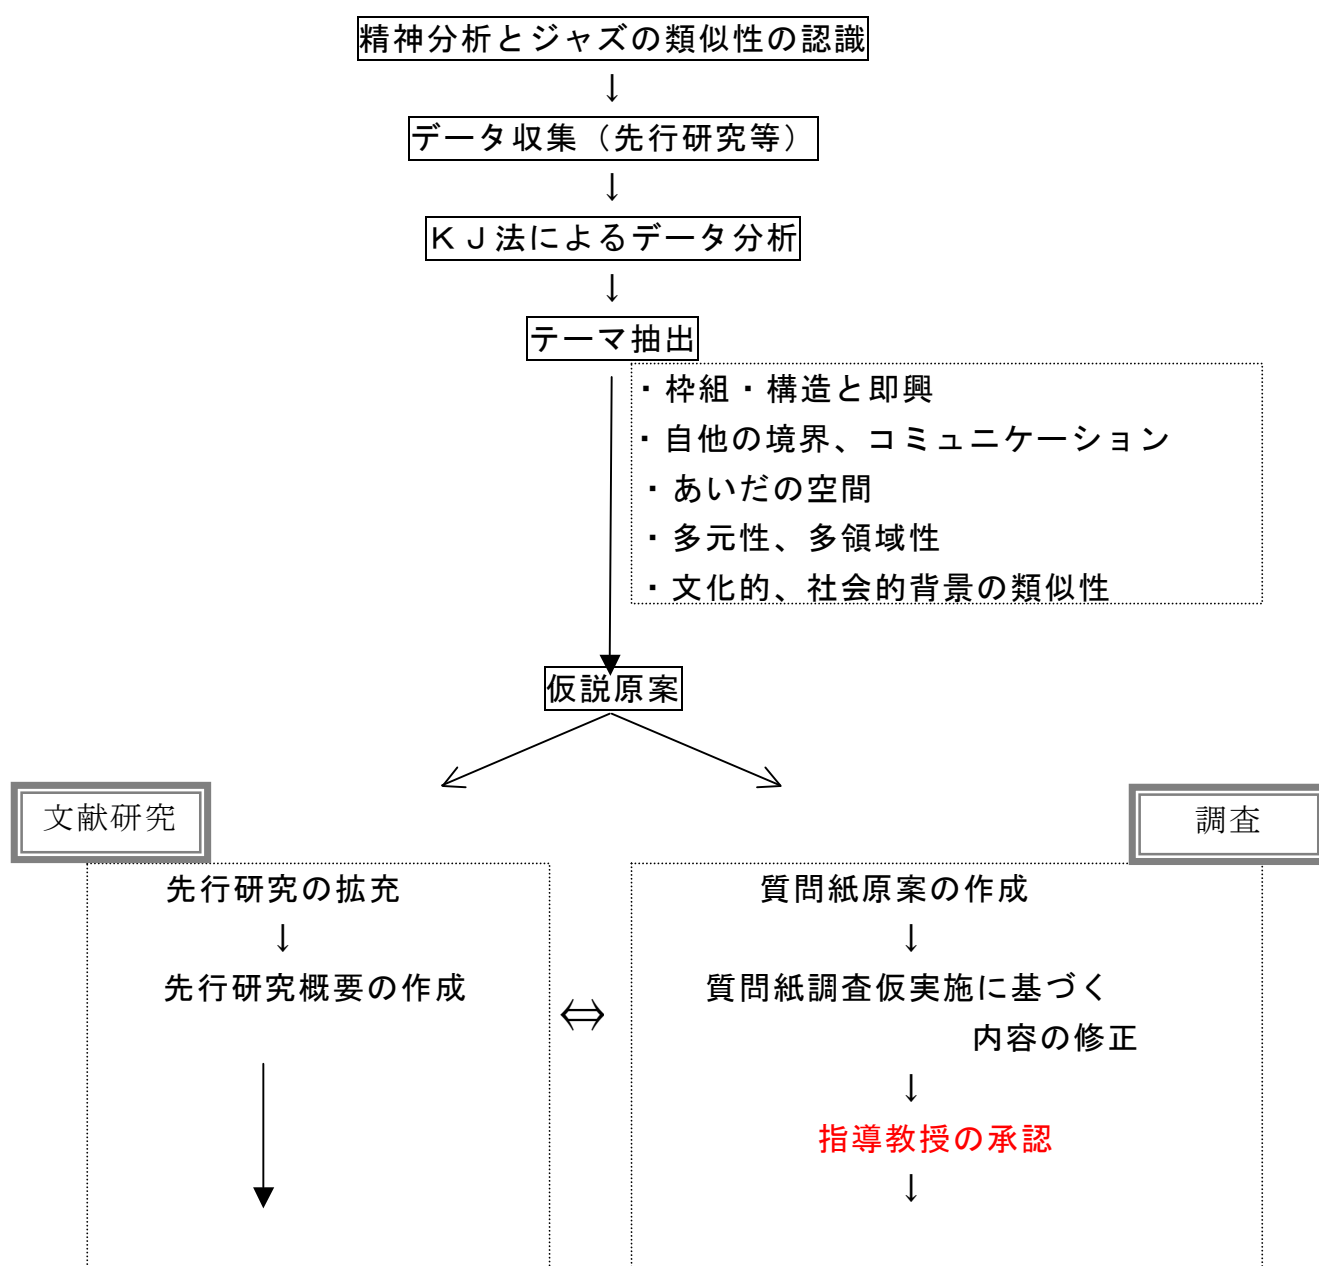 精神分析とジャズの類似性の認識
↓
データ収集（先行研究等）
↓
ＫＪ法によるデータ分析
↓
テーマ抽出
・枠組・構造と即興
・自他の境界、コミュニケーション
・あいだの空間
・多元性、多領域性
・文化的、社会的背景の類似性
仮説原案
文献研究
先行研究の拡充
↓
先行研究概要の作成
⇔
調査
質問紙原案の作成
↓
質問紙調査仮実施に基づく
内容の修正
↓
指導教授の承認
↓